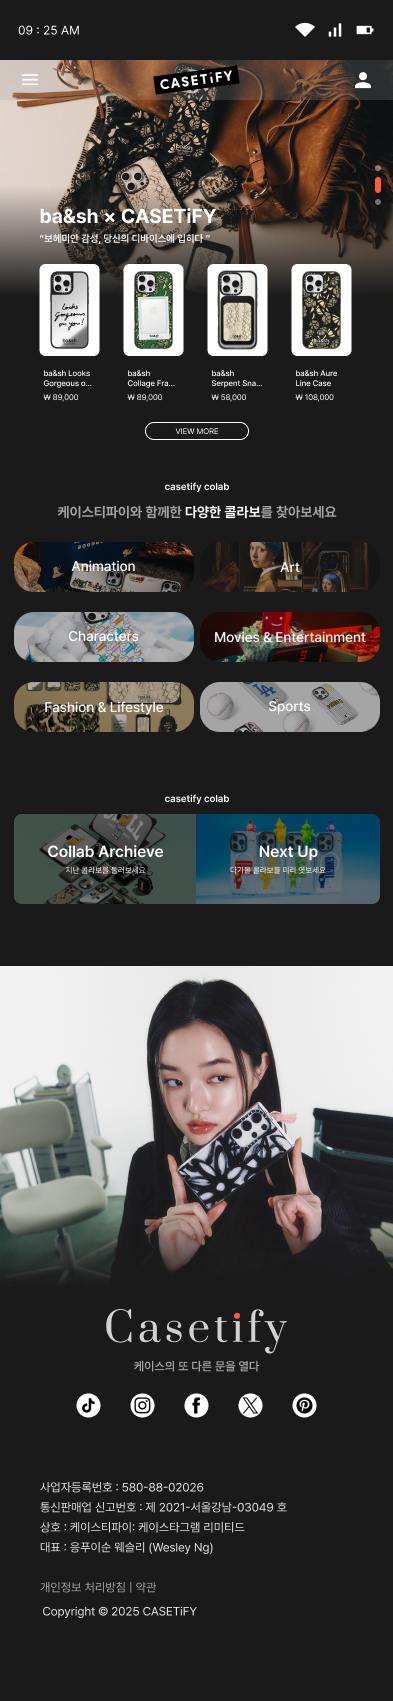 09 : 25 AM
CASETiFY
ba&sh × CASETiFY
"보헤미안 감성, 당신의 디바이스에 입히다 "
ba&sh Looks
Gorgeous o...
₩ 89,000
ba&sh
Collage Fra...
₩ 89,000
ba&sh
Serpent Sna...
₩ 58,000
ba&sh Aure
Line Case
₩ 108,000
VIEW MORE
casetify colab
케이스티파이와 함께한 다양한 콜라보를 찾아보세요
Animation
Art
Characters
Movies & Entertainment
Fashion & Lifestyle
Sports
casetify colab
Collab Archieve
지난 콜라보를 둘러보세요
Next Up
다가올 콜라보를 미리 엿보세요
Casetify
케이스의 또 다른 문을 열다
사업자등록번호 : 580-88-02026
통신판매업 신고번호 : 제 2021-서울강남-03049 호
상호 : 케이스티파이: 케이스타그램 리미티드
대표 : 응푸이순 웨슬리 (Wesley Ng)
개인정보 처리방침 | 약관
Copyright © 2025 CASETiFY